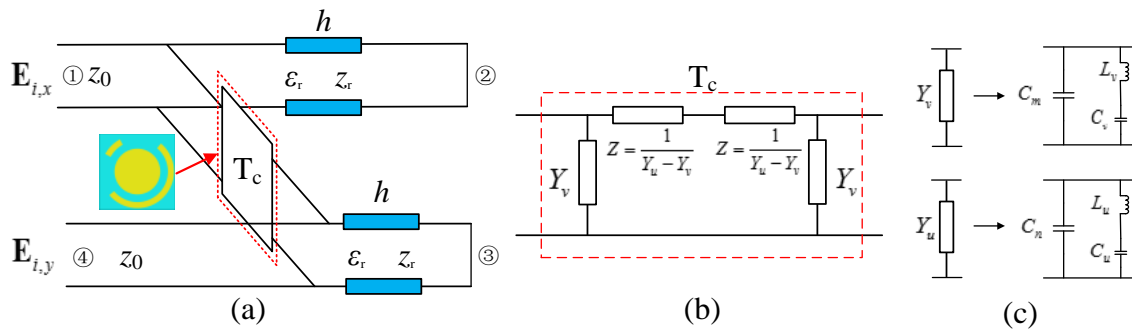 h
E_{i,x} ① z_0
ε_r z_r
②
T_c
h
E_{i,y} ④ z_0
ε_r z_r
③
(a)
T_c
Z = 1/(Y_u − Y_v) Z = 1/(Y_u − Y_v)
Y_v Y_v
(b)
Y_v C_m L_v C_v
Y_u C_n L_u C_u
(c)